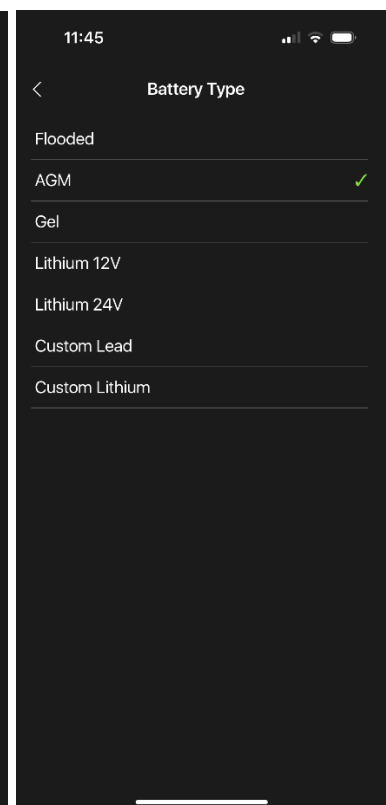 11:45
Battery Type
Flooded
AGM
Gel
Lithium 12V
Lithium 24V
Custom Lead
Custom Lithium